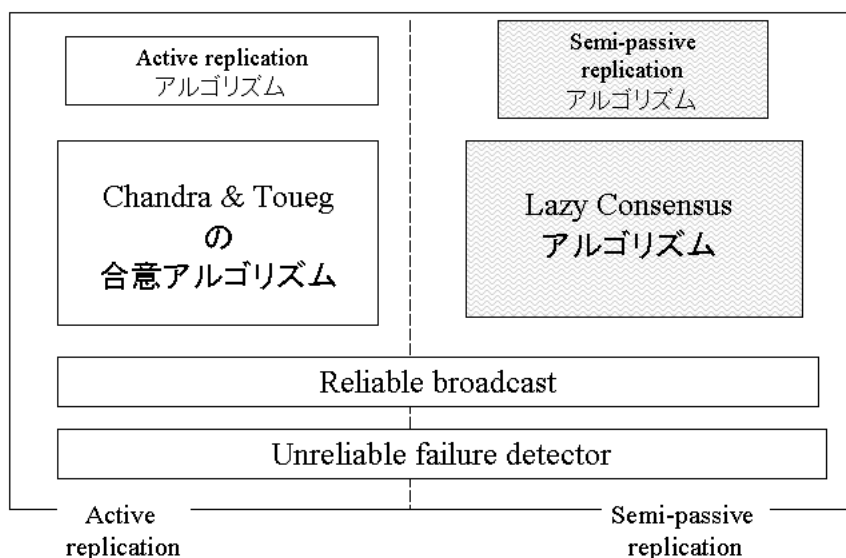 Active replication
アルゴリズム
Semi-passive
replication
アルゴリズム
Chandra & Toueg
の
合意アルゴリズム
Lazy Consensus
アルゴリズム
Reliable broadcast
Unreliable failure detector
Active
replication
Semi-passive
replication